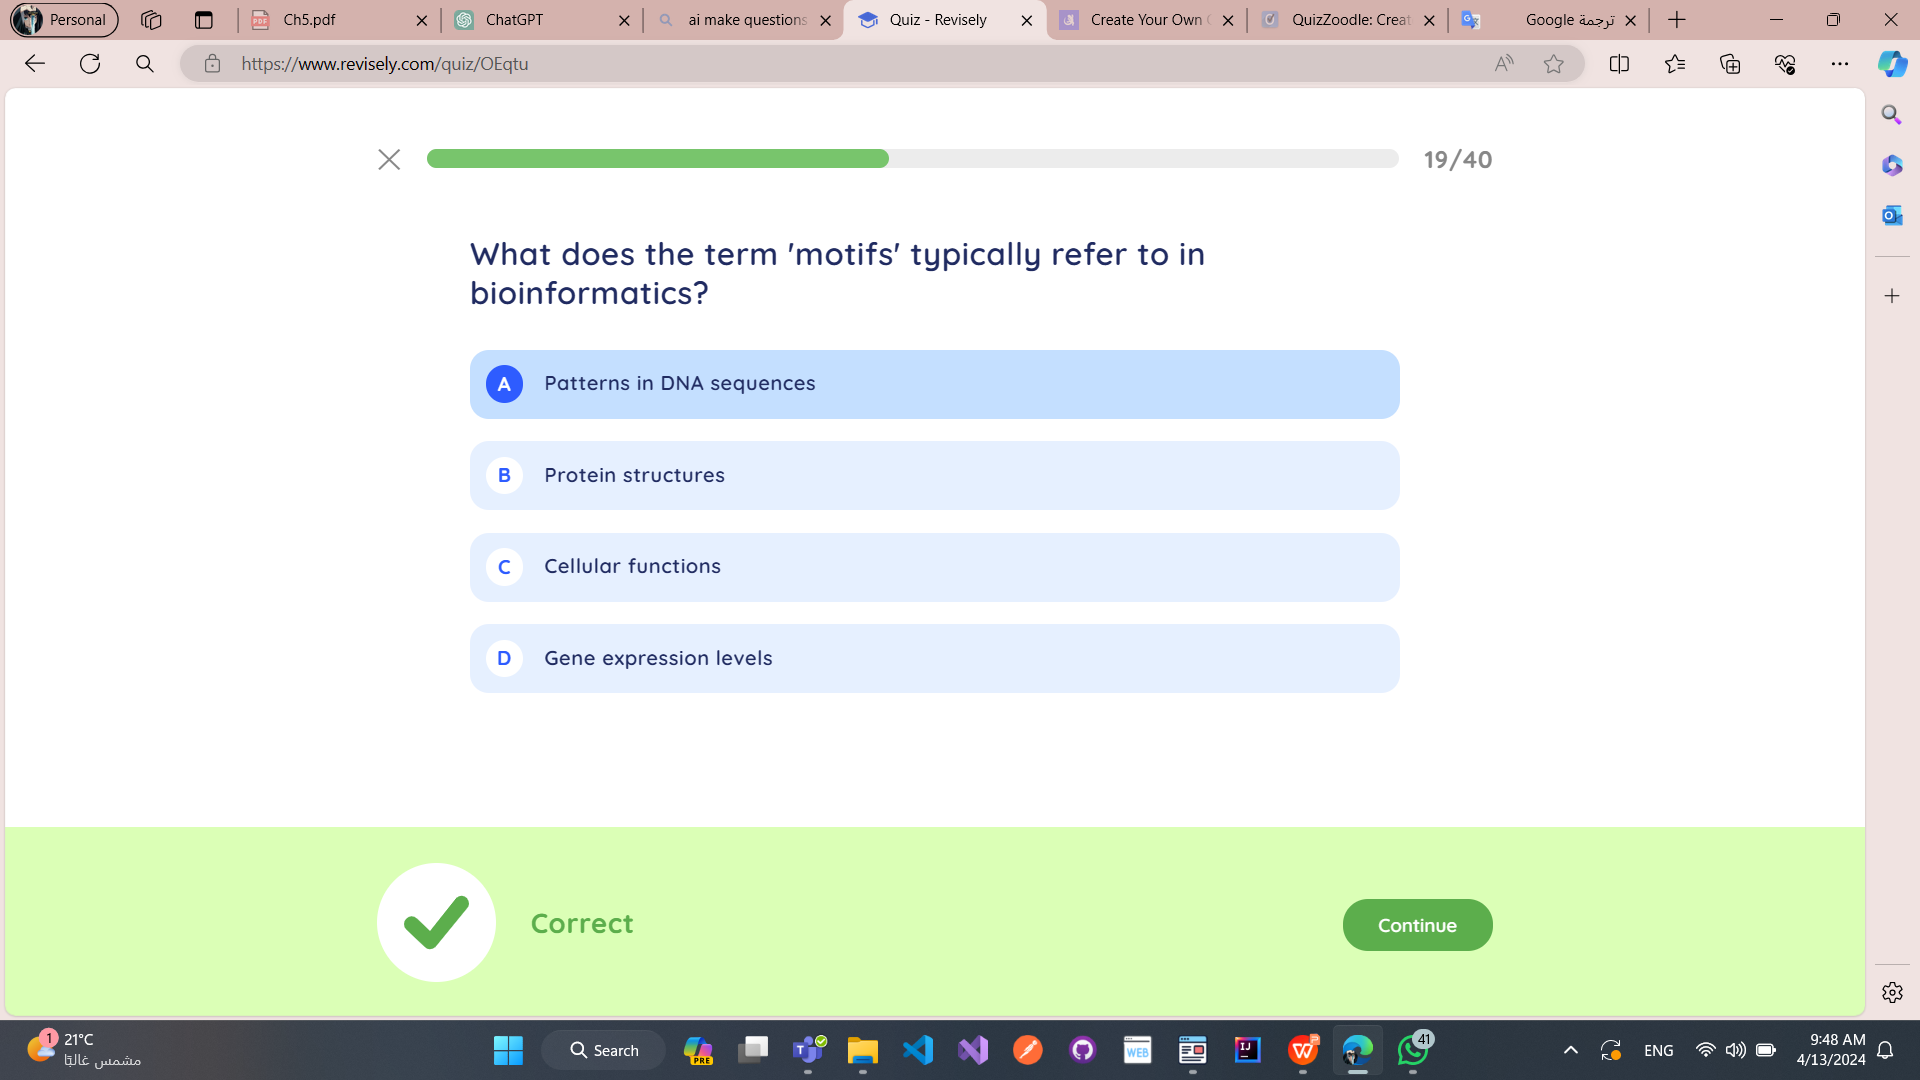 Personal
Ch5.pdf
ChatGPT
ai make questions
Quiz - Revisely
Create Your Own
QuizZoodle: Creat
ترجمة Google
https://www.revisely.com/quiz/OEqtu
19/40
What does the term 'motifs' typically refer to in
bioinformatics?
A Patterns in DNA sequences
B Protein structures
C Cellular functions
D Gene expression levels
Correct
Continue
1
21°C
مشمس غالبًا
Search
PRE
WEB
41
ENG
9:48 AM
4/13/2024